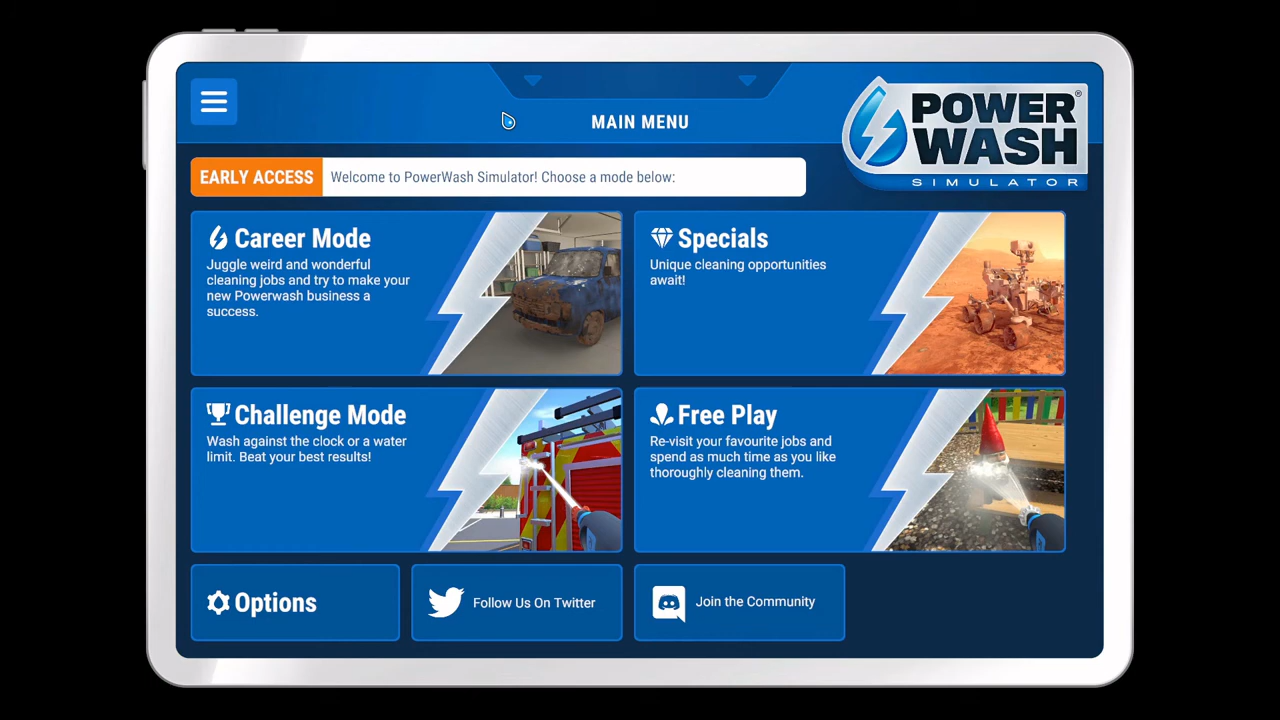 MAIN MENU
POWER
WASH
SIMULATOR
EARLY ACCESS Welcome to PowerWash Simulator! Choose a mode below:
Career Mode
Juggle weird and wonderful
cleaning jobs and try to make your
new Powerwash business a
success.
Specials
Unique cleaning opportunities
await!
Challenge Mode
Wash against the clock or a water
limit. Beat your best results!
Free Play
Re-visit your favourite jobs and
spend as much time as you like
thoroughly cleaning them.
Options
Follow Us On Twitter
Join the Community